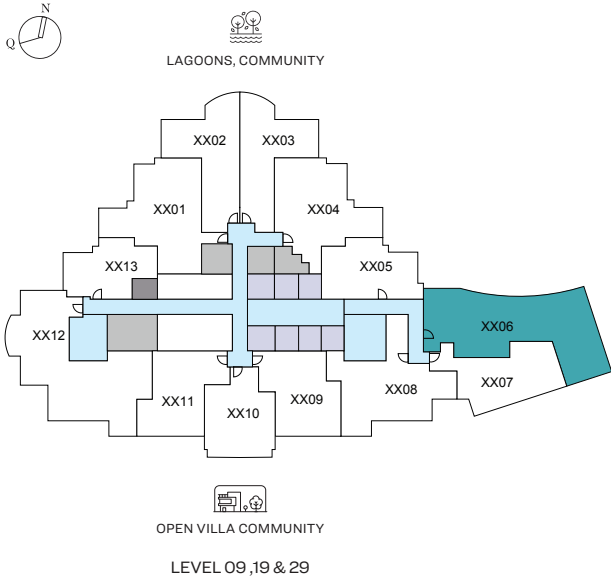 N
Q
LAGOONS, COMMUNITY
XX02
XX03
XX01
XX04
XX13
XX05
XX12
XX06
XX11
XX10
XX09
XX08
XX07
OPEN VILLA COMMUNITY
LEVEL 09 ,19 & 29